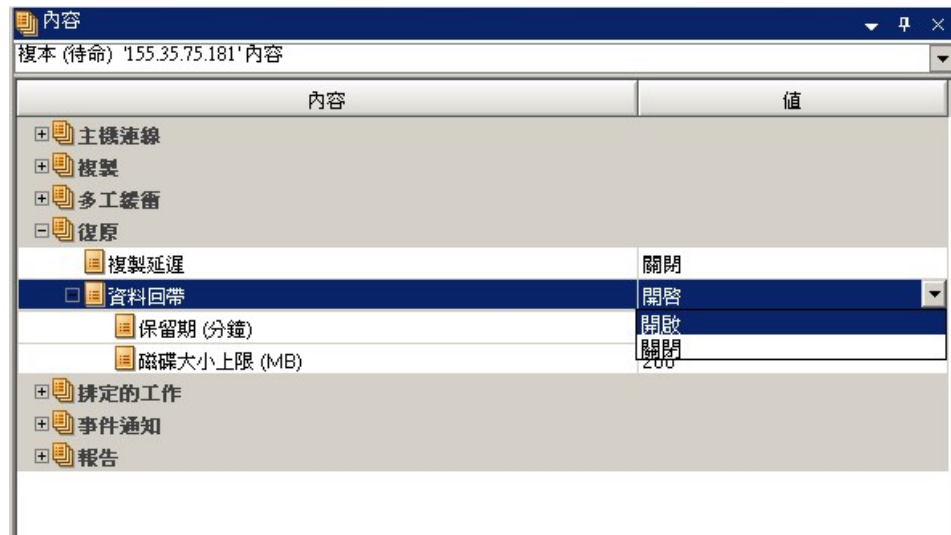 內容
複本 (待命) '155.35.75.181'內容
內容 值
主機連線
複製
多工緩衝
復原
複製延遲 關閉
資料回帶 開啓
保留期 (分鐘) 開啟
關閉
磁碟大小上限 (MB) 200
排定的工作
事件通知
報告